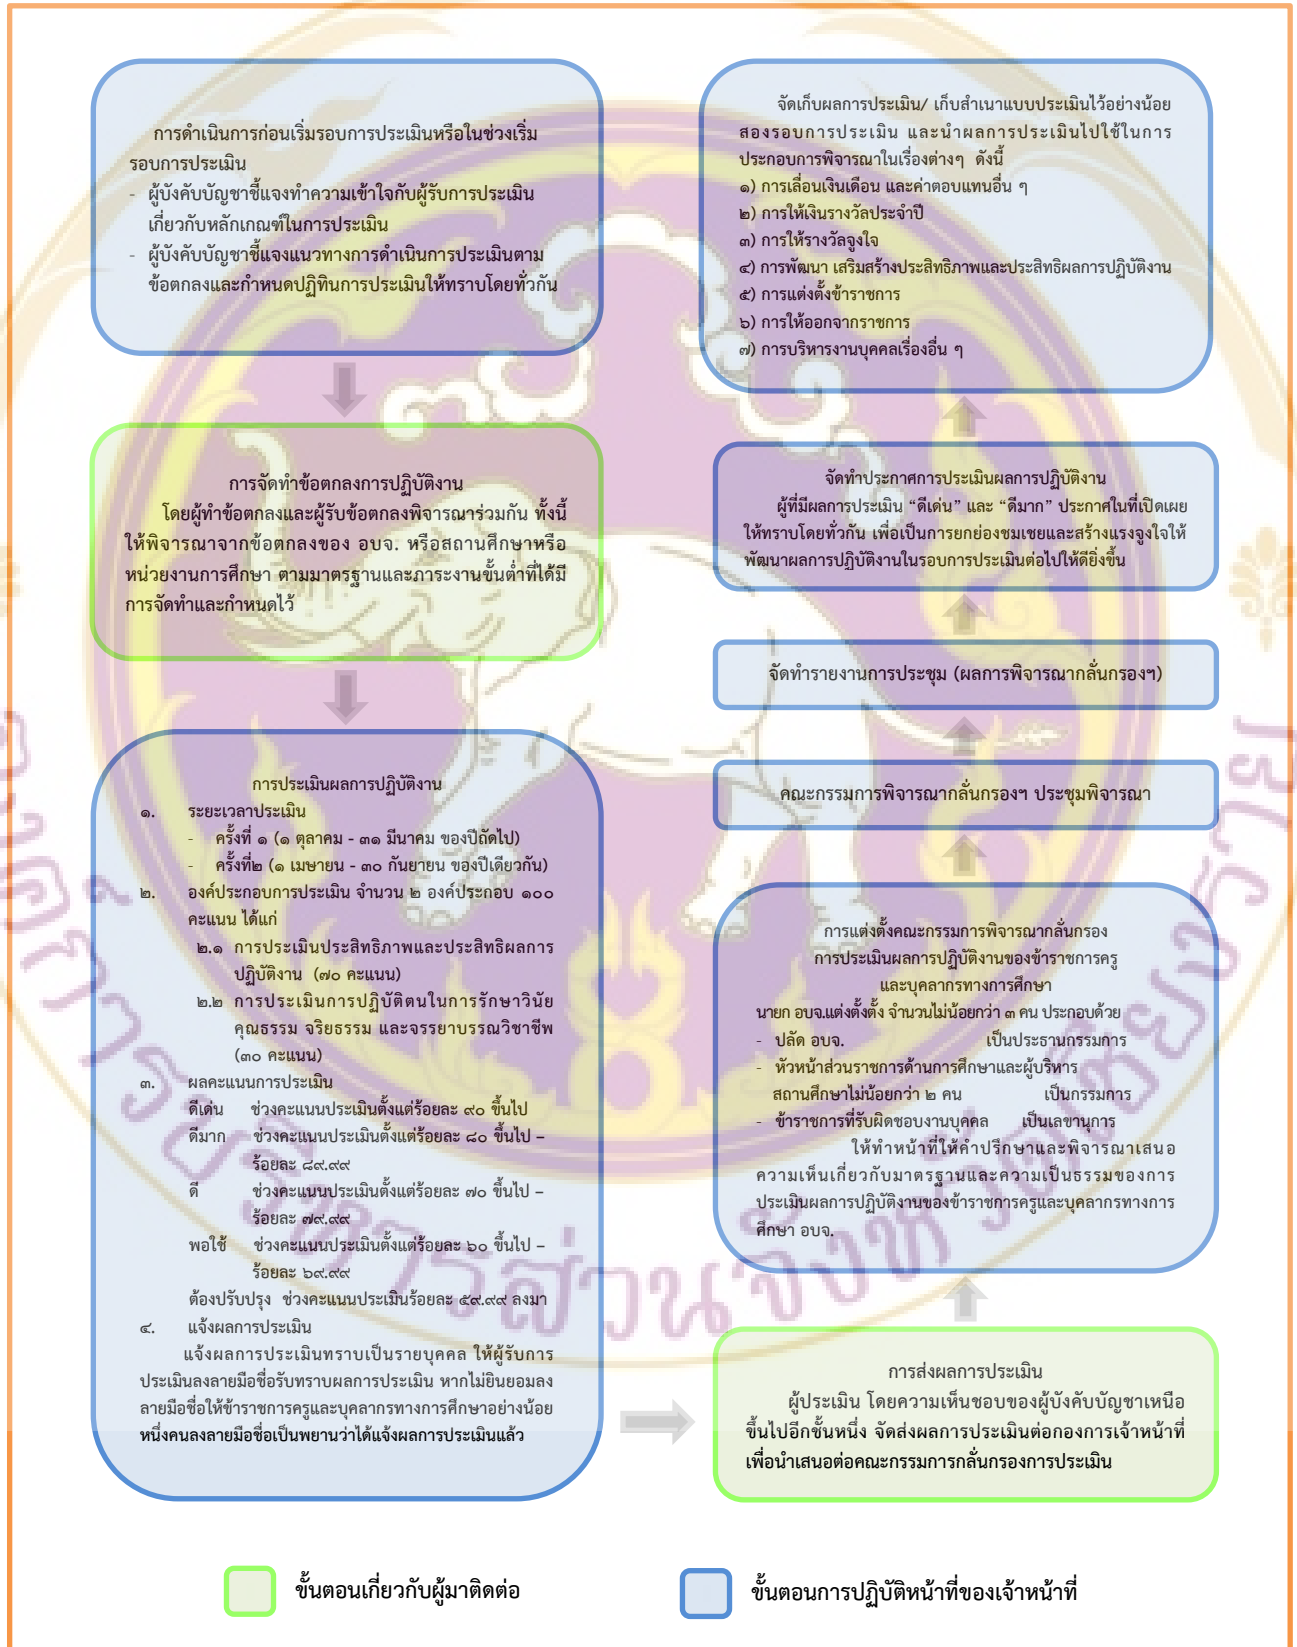 การดำเนินการก่อนเริ่มรอบการประเมินหรือในช่วงเริ่ม
รอบการประเมิน
- ผู้บังคับบัญชาชี้แจงทำความเข้าใจกับผู้รับการประเมิน
เกี่ยวกับหลักเกณฑ์ในการประเมิน
- ผู้บังคับบัญชาชี้แจงแนวทางการดำเนินการประเมินตาม
ข้อตกลงและกำหนดปฏิทินการประเมินให้ทราบโดยทั่วกัน
การจัดทำข้อตกลงการปฏิบัติงาน
โดยผู้ทำข้อตกลงและผู้รับข้อตกลงพิจารณาร่วมกัน ทั้งนี้
ให้พิจารณาจากข้อตกลงของ อบจ. หรือสถานศึกษาหรือ
หน่วยงานการศึกษา ตามมาตรฐานและภาระงานขั้นต่ำที่ได้มี
การจัดทำและกำหนดไว้
การประเมินผลการปฏิบัติงาน
๑. ระยะเวลาประเมิน
- ครั้งที่ ๑ (๑ ตุลาคม - ๓๑ มีนาคม ของปีถัดไป)
- ครั้งที่๒ (๑ เมษายน - ๓๐ กันยายน ของปีเดียวกัน)
๒. องค์ประกอบการประเมิน จำนวน ๒ องค์ประกอบ ๑๐๐
คะแนน ได้แก่
๒.๑ การประเมินประสิทธิภาพและประสิทธิผลการ
ปฏิบัติงาน (๗๐ คะแนน)
๒.๒ การประเมินการปฏิบัติตนในการรักษาวินัย
คุณธรรม จริยธรรม และจรรยาบรรณวิชาชีพ
(๓๐ คะแนน)
๓. ผลคะแนนการประเมิน
ดีเด่น ช่วงคะแนนประเมินตั้งแต่ร้อยละ ๙๐ ขึ้นไป
ดีมาก ช่วงคะแนนประเมินตั้งแต่ร้อยละ ๘๐ ขึ้นไป –
ร้อยละ ๘๙.๙๙
ดี ช่วงคะแนนประเมินตั้งแต่ร้อยละ ๗๐ ขึ้นไป –
ร้อยละ ๗๙.๙๙
พอใช้ ช่วงคะแนนประเมินตั้งแต่ร้อยละ ๖๐ ขึ้นไป –
ร้อยละ ๖๙.๙๙
ต้องปรับปรุง ช่วงคะแนนประเมินร้อยละ ๕๙.๙๙ ลงมา
๔. แจ้งผลการประเมิน
แจ้งผลการประเมินทราบเป็นรายบุคคล ให้ผู้รับการ
ประเมินลงลายมือชื่อรับทราบผลการประเมิน หากไม่ยินยอมลง
ลายมือชื่อให้ข้าราชการครูและบุคลากรทางการศึกษาอย่างน้อย
หนึ่งคนลงลายมือชื่อเป็นพยานว่าได้แจ้งผลการประเมินแล้ว
การส่งผลการประเมิน
ผู้ประเมิน โดยความเห็นชอบของผู้บังคับบัญชาเหนือ
ขึ้นไปอีกชั้นหนึ่ง จัดส่งผลการประเมินต่อกองการเจ้าหน้าที่
เพื่อนำเสนอต่อคณะกรรมการกลั่นกรองการประเมิน
การแต่งตั้งคณะกรรมการพิจารณากลั่นกรอง
การประเมินผลการปฏิบัติงานของข้าราชการครู
และบุคลากรทางการศึกษา
นายก อบจ.แต่งตั้งตั้ง จำนวนไม่น้อยกว่า ๓ คน ประกอบด้วย
- ปลัด อบจ. เป็นประธานกรรมการ
- หัวหน้าส่วนราชการด้านการศึกษาและผู้บริหาร
สถานศึกษาไม่น้อยกว่า ๒ คน เป็นกรรมการ
- ข้าราชการที่รับผิดชอบงานบุคคล เป็นเลขานุการ
ให้ทำหน้าที่ให้คำปรึกษาและพิจารณาเสนอ
ความเห็นเกี่ยวกับมาตรฐานและความเป็นธรรมของการ
ประเมินผลการปฏิบัติงานของข้าราชการครูและบุคลากรทางการ
ศึกษา อบจ.
คณะกรรมการพิจารณากลั่นกรองฯ ประชุมพิจารณา
จัดทำรายงานการประชุม (ผลการพิจารณากลั่นกรองฯ)
จัดทำประกาศการประเมินผลการปฏิบัติงาน
ผู้ที่มีผลการประเมิน “ดีเด่น” และ “ดีมาก” ประกาศในที่เปิดเผย
ให้ทราบโดยทั่วกัน เพื่อเป็นการยกย่องชมเชยและสร้างแรงจูงใจให้
พัฒนาผลการปฏิบัติงานในรอบการประเมินต่อไปให้ดียิ่งขึ้น
จัดเก็บผลการประเมิน/ เก็บสำเนาแบบประเมินไว้อย่างน้อย
สองรอบการประเมิน และนำผลการประเมินไปใช้ในการ
ประกอบการพิจารณาในเรื่องต่างๆ ดังนี้
๑) การเลื่อนเงินเดือน และค่าตอบแทนอื่น ๆ
๒) การให้เงินรางวัลประจำปี
๓) การให้รางวัลจูงใจ
๔) การพัฒนา เสริมสร้างประสิทธิภาพและประสิทธิผลการปฏิบัติงาน
๕) การแต่งตั้งข้าราชการ
๖) การให้ออกจากราชการ
๗) การบริหารงานบุคคลเรื่องอื่น ๆ
ขั้นตอนเกี่ยวกับผู้มาติดต่อ
ขั้นตอนการปฏิบัติหน้าที่ของเจ้าหน้าที่